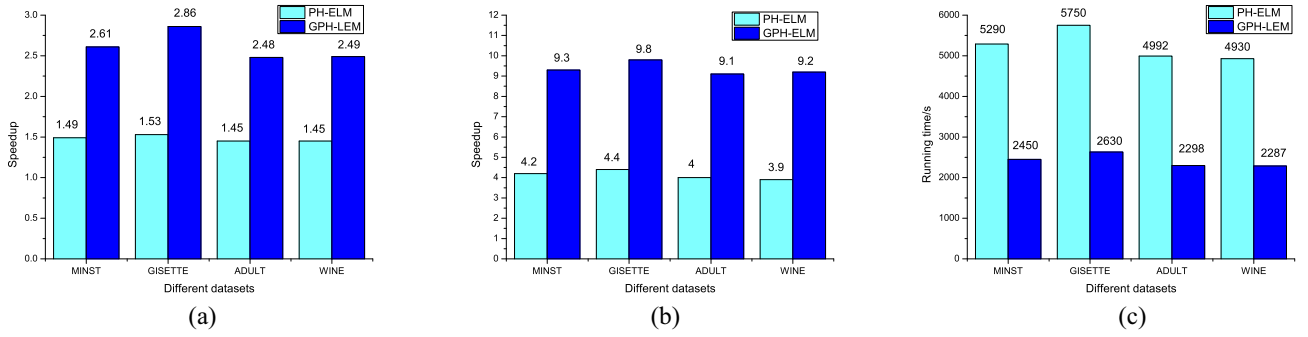 PH-ELM
GPH-LEM
3.0
2.5
2.0
1.5
1.0
0.5
0.0
Speedup
1.49
2.61
1.53
2.86
1.45
2.48
1.45
2.49
MINST GISETTE ADULT WINE
Different datasets
(a)
PH-ELM
GPH-ELM
12
11
10
9
8
7
6
5
4
3
2
1
0
Speedup
4.2
9.3
4.4
9.8
4
9.1
3.9
9.2
MINST GISETTE ADULT WINE
Different datasets
(b)
PH-ELM
GPH-LEM
6000
5000
4000
3000
2000
1000
0
Running time/s
5290
2450
5750
2630
4992
2298
4930
2287
MINST GISETTE ADULT WINE
Different datasets
(c)